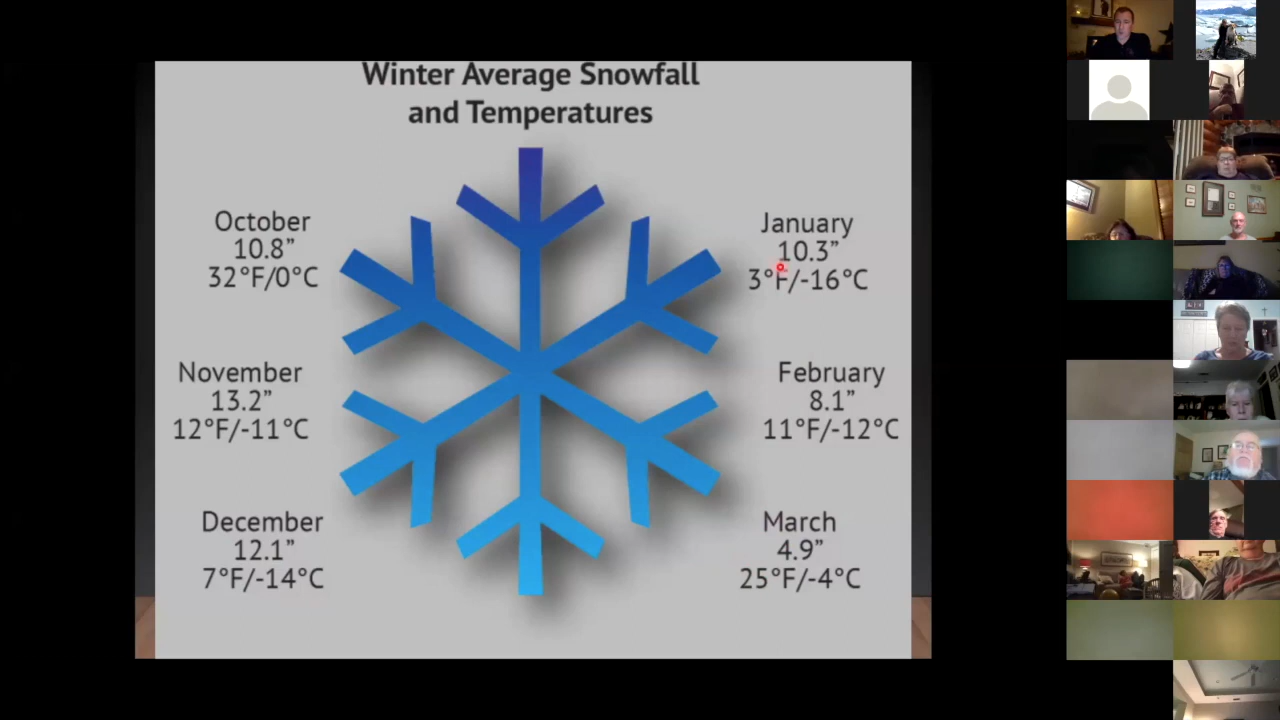 Winter Average Snowfall
and Temperatures
October
10.8”
32°F/0°C
November
13.2”
12°F/-11°C
December
12.1”
7°F/-14°C
January
10.3”
3°F/-16°C
February
8.1”
11°F/-12°C
March
4.9”
25°F/-4°C